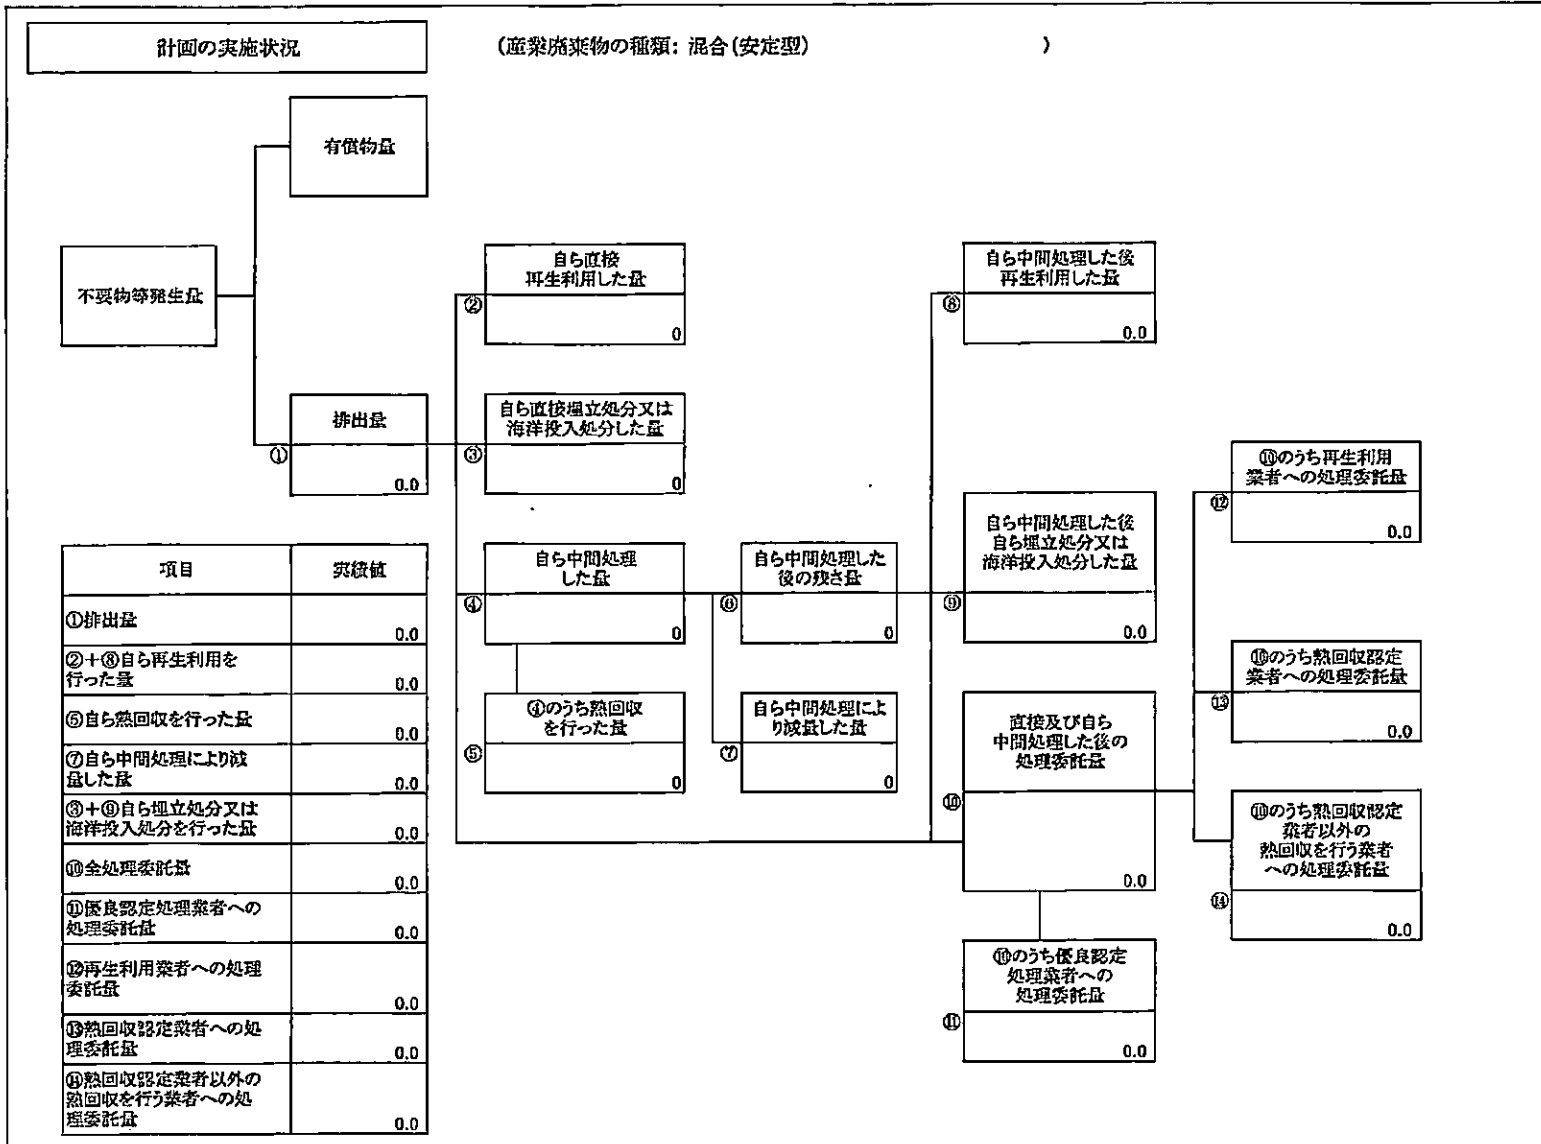 計画の実施状況
(産業廃棄物の種類: 混合(安定型) )
有償物量
不要物等発生量
自ら直接
再生利用した量
②
0
自ら中間処理した後
再生利用した量
⑧
0.0
排出量
①
0.0
自ら直接埋立処分又は
海洋投入処分した量
③
0
⑩のうち再生利用
業者への処理委託量
⑫
0.0
自ら中間処理
した量
④
0
自ら中間処理した
後の残さ量
⑥
0
自ら中間処理した後
自ら埋立処分又は
海洋投入処分した量
⑨
0.0
⑩のうち熱回収認定
業者への処理委託量
⑬
0.0
④のうち熱回収
を行った量
⑤
0
自ら中間処理によ
り減量した量
⑦
0
直接及び自ら
中間処理した後の
処理委託量
⑩
0.0
⑩のうち熱回収認定
業者以外の
熱回収を行う業者
への処理委託量
⑭
0.0
⑩のうち優良認定
処理業者への
処理委託量
⑪
0.0
項目 実績値
①排出量
0.0
②+⑧自ら再生利用を
行った量
0.0
⑤自ら熱回収を行った量
0.0
⑦自ら中間処理により減
量した量
0.0
③+⑨自ら埋立処分又は
海洋投入処分を行った量
0.0
⑩全処理委託量
0.0
⑪優良認定処理業者への
処理委託量
0.0
⑫再生利用業者への処理
委託量
0.0
⑬熱回収認定業者への処
理委託量
0.0
⑭熱回収認定業者以外の
熱回収を行う業者への処
理委託量
0.0